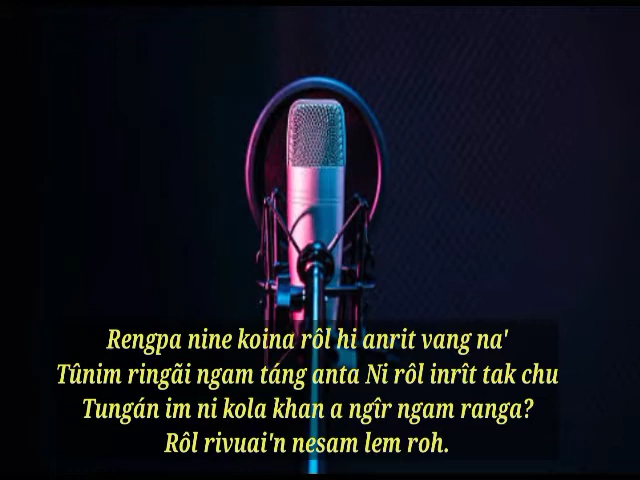 Rengpa nine koina rôl hi anrit vang na'
Tûnim ringãi ngam táng anta Ni rôl inrît tak chu
Tungán im ni kola khan a ngîr ngam ranga?
Rôl rivuai'n nesam lem roh.